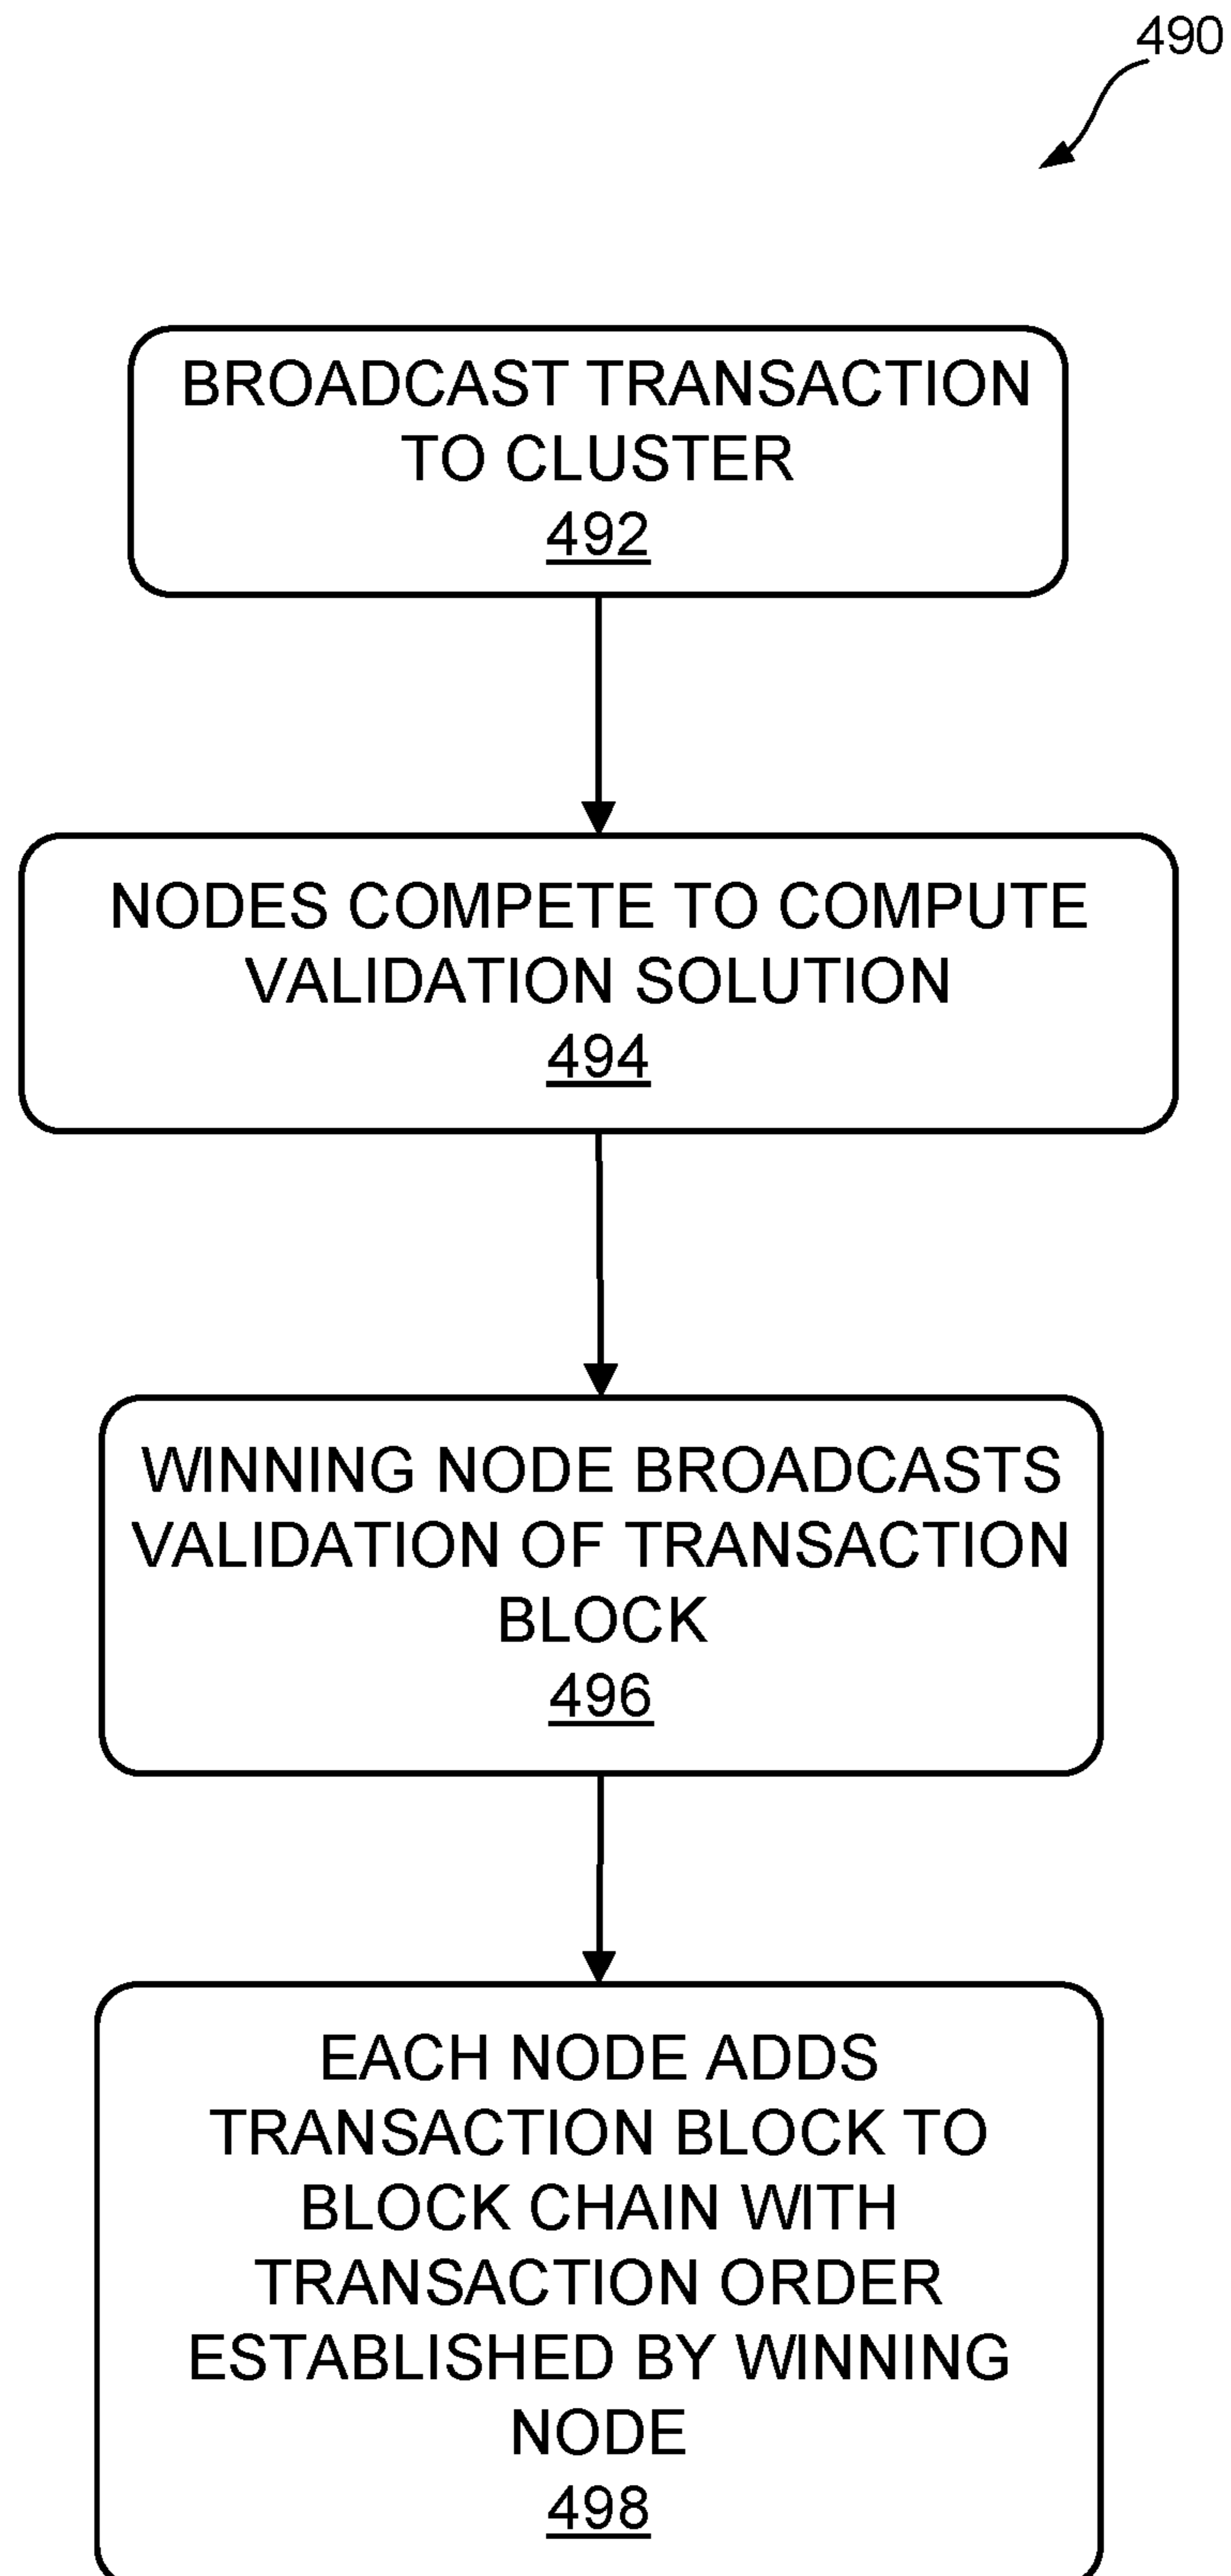 490
BROADCAST TRANSACTION
TO CLUSTER
492
NODES COMPETE TO COMPUTE
VALIDATION SOLUTION
494
WINNING NODE BROADCASTS
VALIDATION OF TRANSACTION
BLOCK
496
EACH NODE ADDS
TRANSACTION BLOCK TO
BLOCK CHAIN WITH
TRANSACTION ORDER
ESTABLISHED BY WINNING
NODE
498